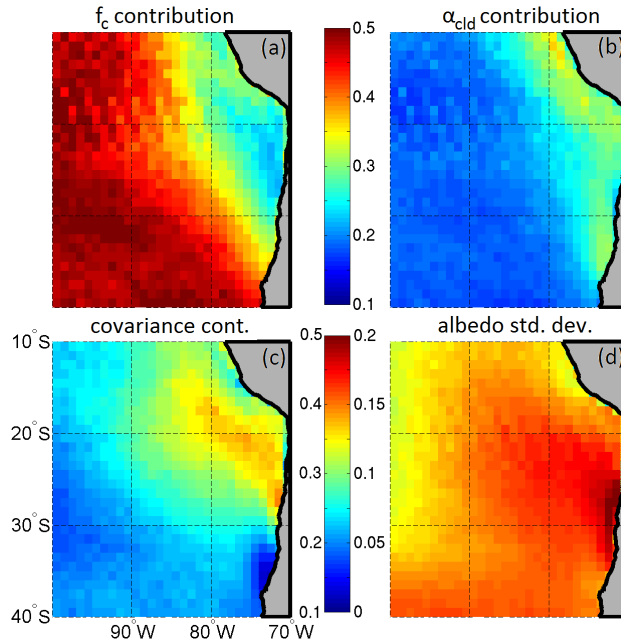 f_c contribution
α_cld contribution
(a)
0.5
0.4
0.3
0.2
0.1
(b)
covariance cont.
albedo std. dev.
(c)
0.5
0.4
0.3
0.2
0.1
0.2
0.15
0.1
0.05
0
(d)
10°S
20°S
30°S
40°S
90°W
80°W
70°W